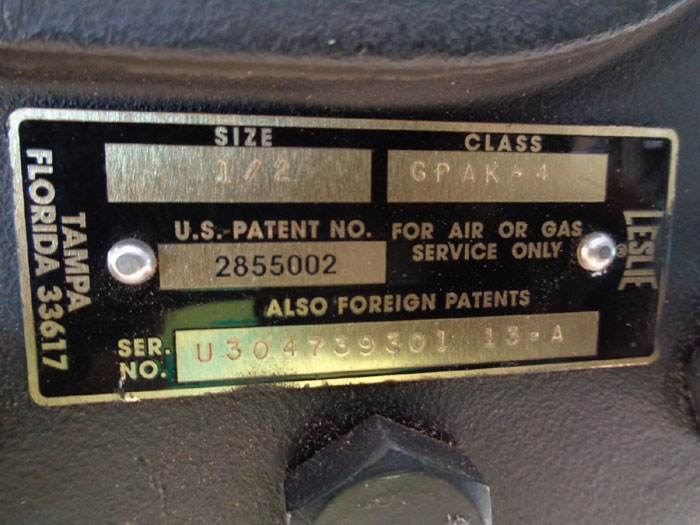 SIZE
1/2
CLASS
GPAK-4
U.S. PATENT NO.
2855002
FOR AIR OR GAS
SERVICE ONLY
ALSO FOREIGN PATENTS
SER.
NO.
U304739301 13-A
TAMPA
FLORIDA 33617
LESLIE®